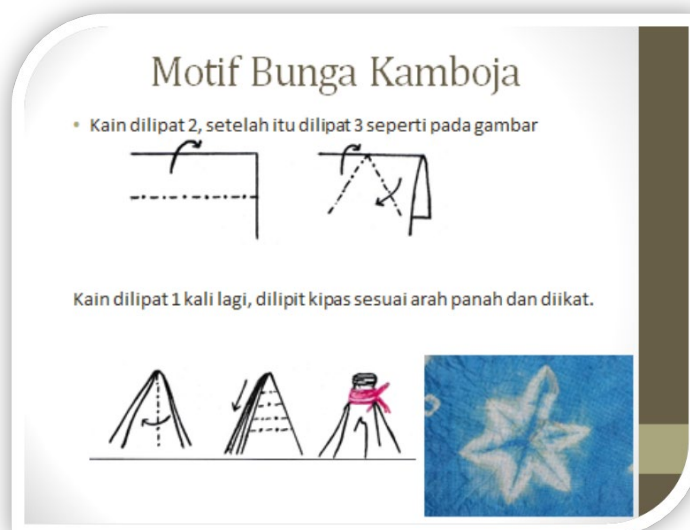 Motif Bunga Kamboja
• Kain dilipat 2, setelah itu dilipat 3 seperti pada gambar
Kain dilipat 1 kali lagi, dilipit kipas sesuai arah panah dan diikat.